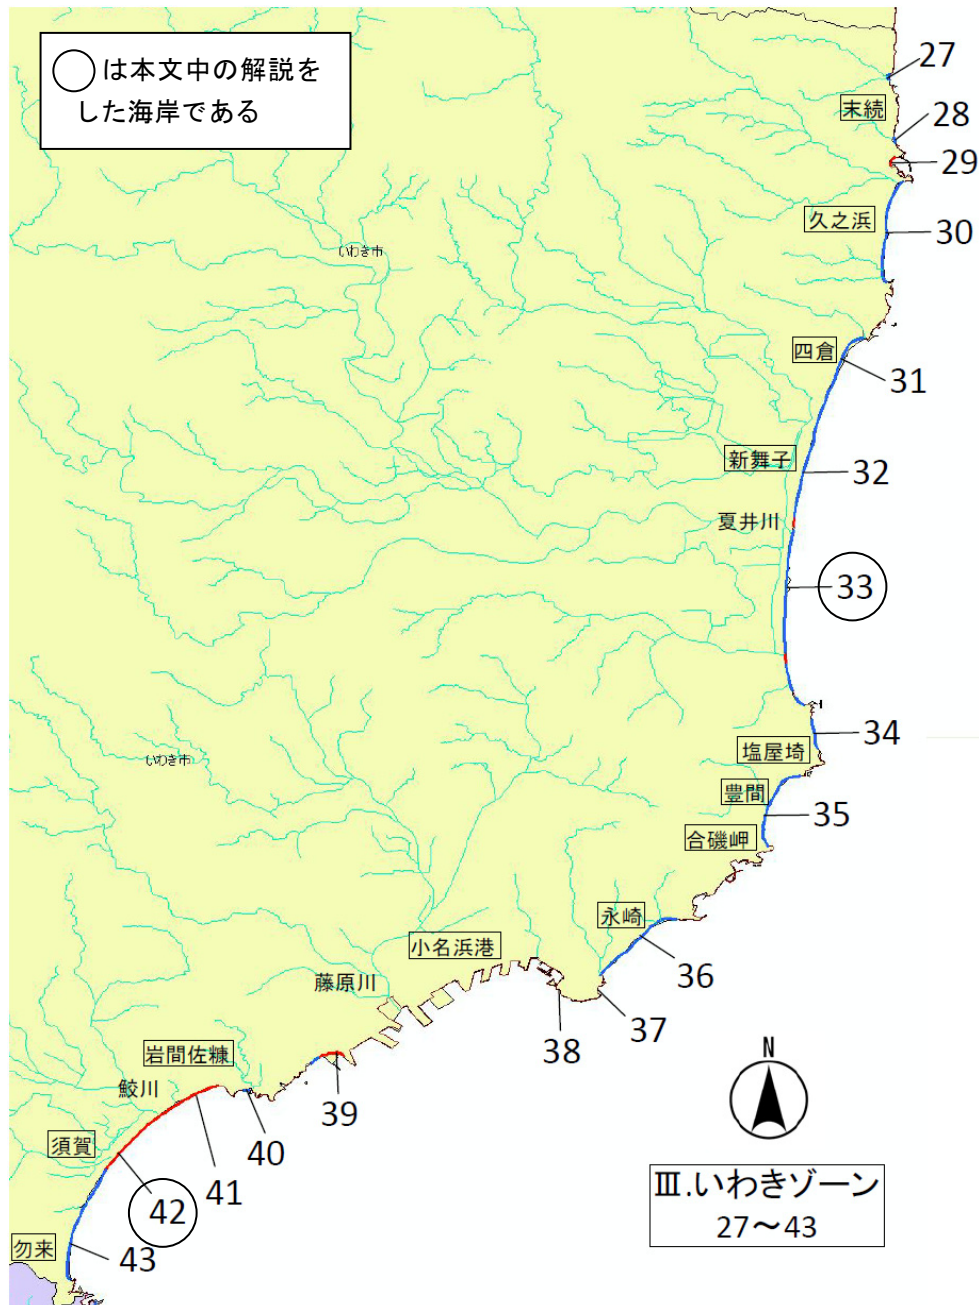 ◯は本文中の解説を
した海岸である
27
末続
28
29
久之浜
30
いわき市
四倉
31
新舞子
32
夏井川
33
34
塩屋埼
いわき市
豊間
35
合磯岬
永崎
小名浜港
36
藤原川
37
38
N
岩間佐糠
鮫川
39
40
須賀
41
42
Ⅲ.いわきゾーン
27～43
勿来
43